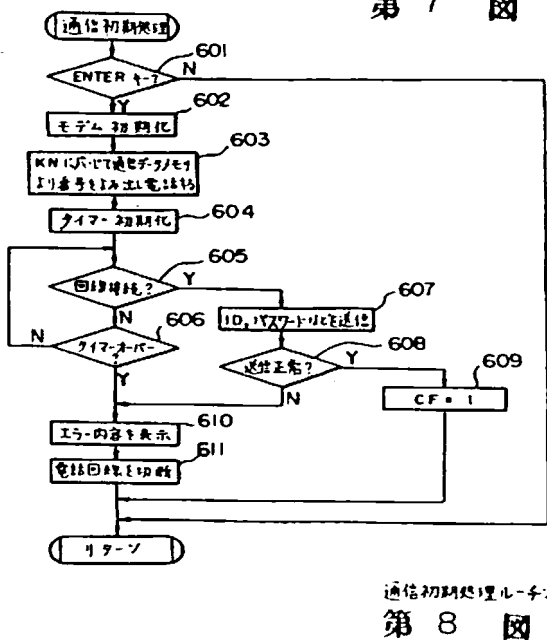 第 7 図
通信初期処理
601
ENTER キー?
N
Y
602
モデム初期化
603
KNに応じて通信データメモリ
より番号をよみ出し電話する
604
タイマー初期化
605
回線接続?
Y
N
606
607
ID,パスワードなどを送信
タイマーオーバー
?
N
Y
608
送信正常?
Y
N
609
CF = 1
610
エラー内容を表示
611
電話回線を切断
リターン
通信初期処理ルーチン
第 8 図